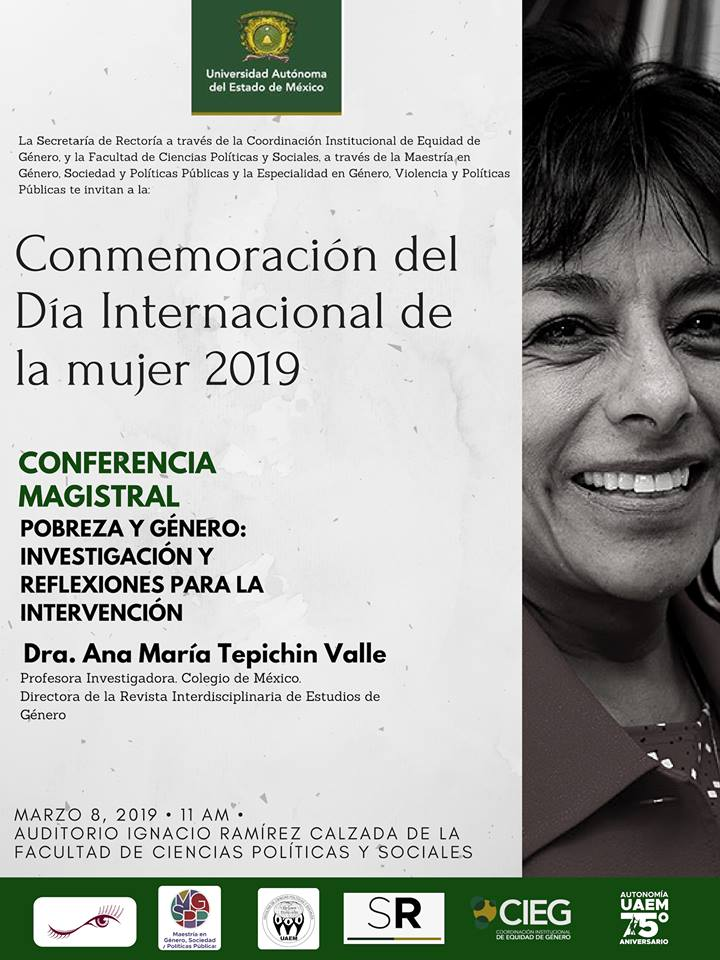 Universidad Autónoma
del Estado de México
La Secretaría de Rectoría a través de la Coordinación Institucional de Equidad de
Género, y la Facultad de Ciencias Políticas y Sociales, a través de la Maestría en
Género, Sociedad y Políticas Públicas y la Especialidad en Género, Violencia y Políticas
Públicas te invitan a la:
Conmemoración del
Día Internacional de
la mujer 2019
CONFERENCIA
MAGISTRAL
POBREZA Y GÉNERO:
INVESTIGACIÓN Y
REFLEXIONES PARA LA
INTERVENCIÓN
Dra. Ana María Tepichin Valle
Profesora Investigadora. Colegio de México.
Directora de la Revista Interdisciplinaria de Estudios de
Género
MARZO 8, 2019 • 11 AM •
AUDITORIO IGNACIO RAMÍREZ CALZADA DE LA
FACULTAD DE CIENCIAS POLÍTICAS Y SOCIALES
MGSPP
Maestría en
Género, Sociedad
y Políticas Públicas
UAEM
SR
CIEG
COORDINACIÓN INSTITUCIONAL
DE EQUIDAD DE GÉNERO
AUTONOMÍA
UAEM
75º
ANIVERSARIO